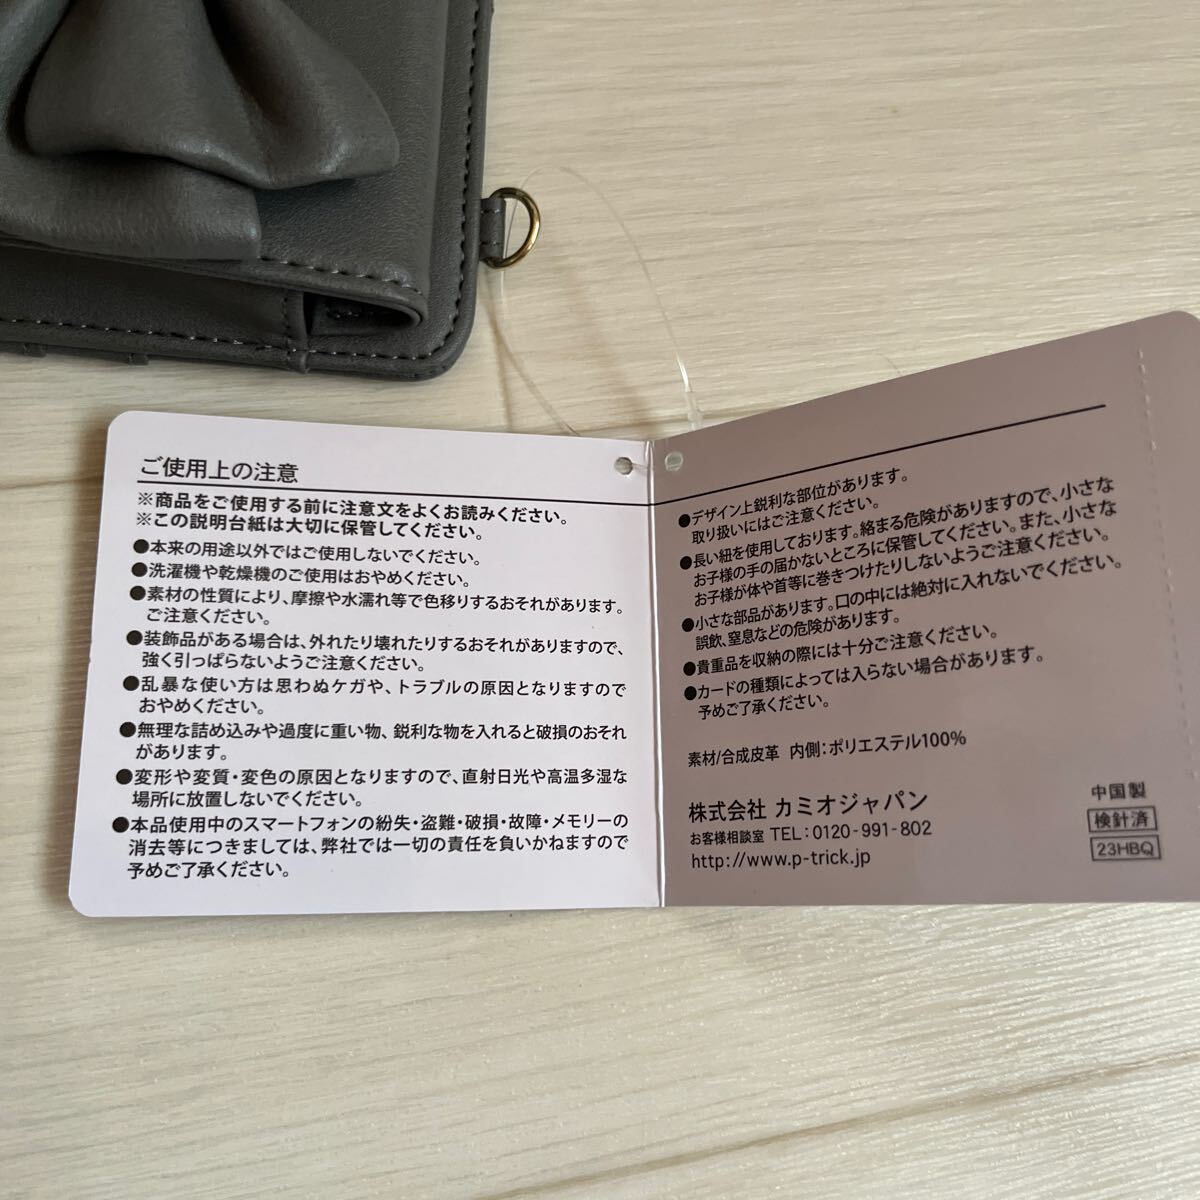 ご使用上の注意
※商品をご使用する前に注意文をよくお読みください。
※この説明台紙は大切に保管してください。
●本来の用途以外ではご使用しないでください。
●洗濯機や乾燥機のご使用はおやめください。
●素材の性質により、摩擦や水濡れ等で色移りするおそれがあります。
ご注意ください。
●装飾品がある場合は、外れたり壊れたりするおそれがありますので、
強く引っぱらないようご注意ください。
●乱暴な使い方は思わぬケガや、トラブルの原因となりますので
おやめください。
●無理な詰め込みや過度に重い物、鋭利な物を入れると破損のおそれ
があります。
●変形や変質・変色の原因となりますので、直射日光や高温多湿な
場所に放置しないでください。
●本品使用中のスマートフォンの紛失・盗難・破損・故障・メモリーの
消去等につきましては、弊社では一切の責任を負いかねますので
予めご了承ください。
●デザイン上鋭利な部位があります。
取り扱いにはご注意ください。
●長い紐を使用しております。絡まる危険がありますので、小さな
お子様の手の届かないところに保管してください。また、小さな
お子様が体や首等に巻きつけたりしないようご注意ください。
●小さな部品があります。口の中には絶対に入れないでください。
誤飲、窒息などの危険があります。
●貴重品を収納の際には十分ご注意ください。
●カードの種類によっては入らない場合があります。
予めご了承ください。
素材/合成皮革 内側：ポリエステル100%
株式会社 カミオジャパン
お客様相談室 TEL：0120-991-802
http://www.p-trick.jp
中国製
検針済
23HBQ